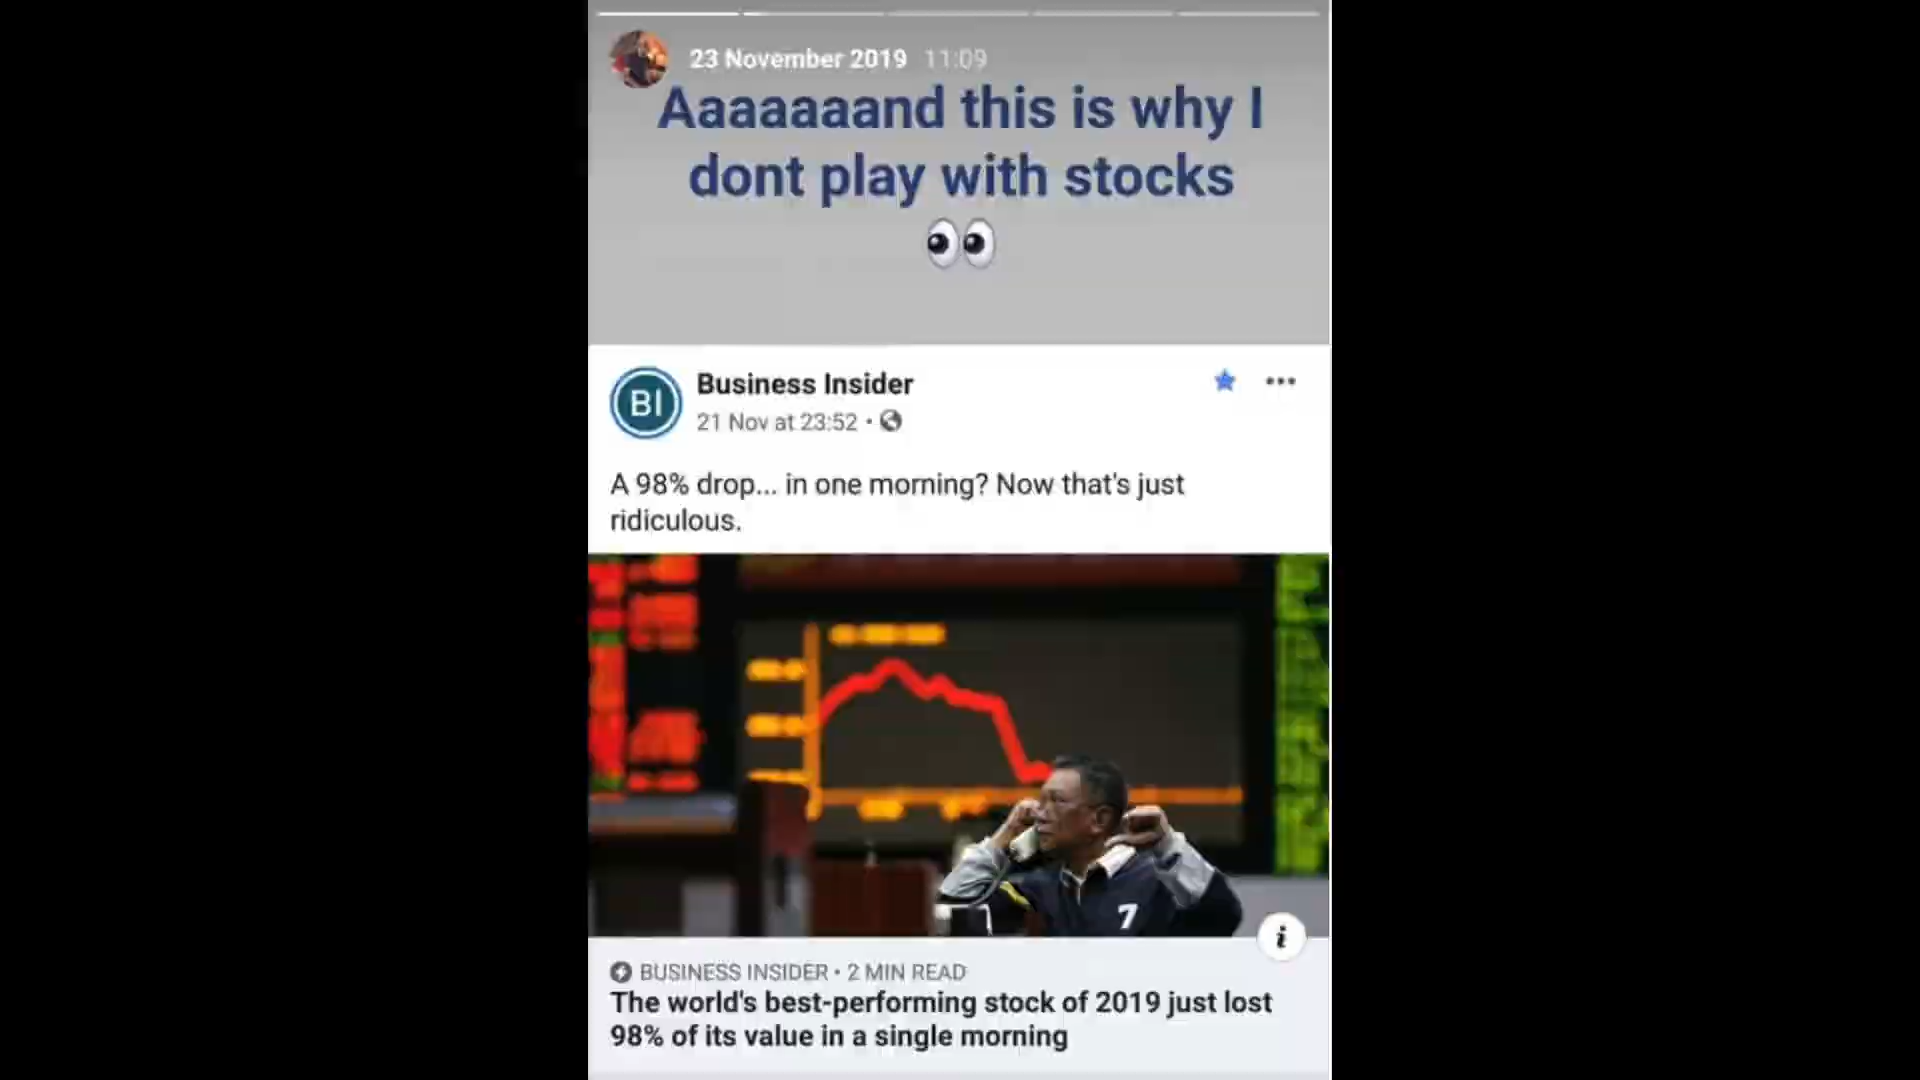 23 November 2019 11:09
Aaaaaaand this is why I
dont play with stocks
👀
BI
Business Insider
21 Nov at 23:52 •
A 98% drop... in one morning? Now that's just
ridiculous.
7
i
BUSINESS INSIDER • 2 MIN READ
The world's best-performing stock of 2019 just lost
98% of its value in a single morning